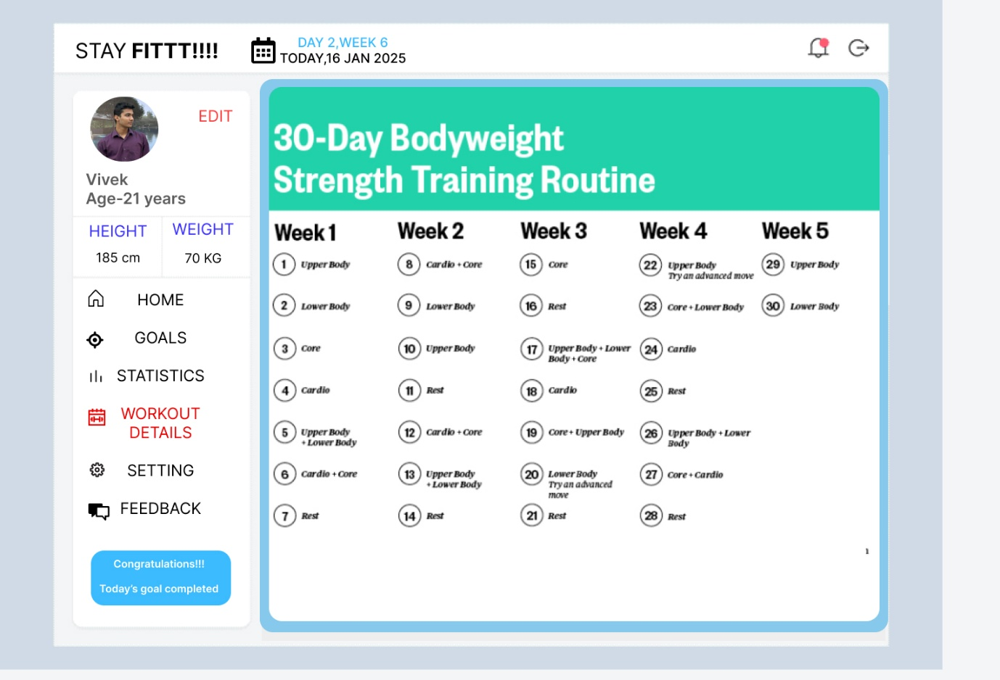 STAY FITTT!!!!
DAY 2,WEEK 6
TODAY,16 JAN 2025
EDIT
Vivek
Age-21 years
HEIGHT
WEIGHT
185 cm
70 KG
HOME
GOALS
STATISTICS
WORKOUT
DETAILS
SETTING
FEEDBACK
Congratulations!!!
Today's goal completed
30-Day Bodyweight
Strength Training Routine
Week 1
1 Upper Body
2 Lower Body
3 Core
4 Cardio
5 Upper Body
+ Lower Body
6 Cardio + Core
7 Rest
Week 2
8 Cardio + Core
9 Lower Body
10 Upper Body
11 Rest
12 Cardio + Core
13 Upper Body
+ Lower Body
14 Rest
Week 3
15 Core
16 Rest
17 Upper Body + Lower
Body + Core
18 Cardio
19 Core + Upper Body
20 Lower Body
Try an advanced
move
21 Rest
Week 4
22 Upper Body
Try an advanced move
23 Core + Lower Body
24 Cardio
25 Rest
26 Upper Body + Lower
Body
27 Core + Cardio
28 Rest
Week 5
29 Upper Body
30 Lower Body